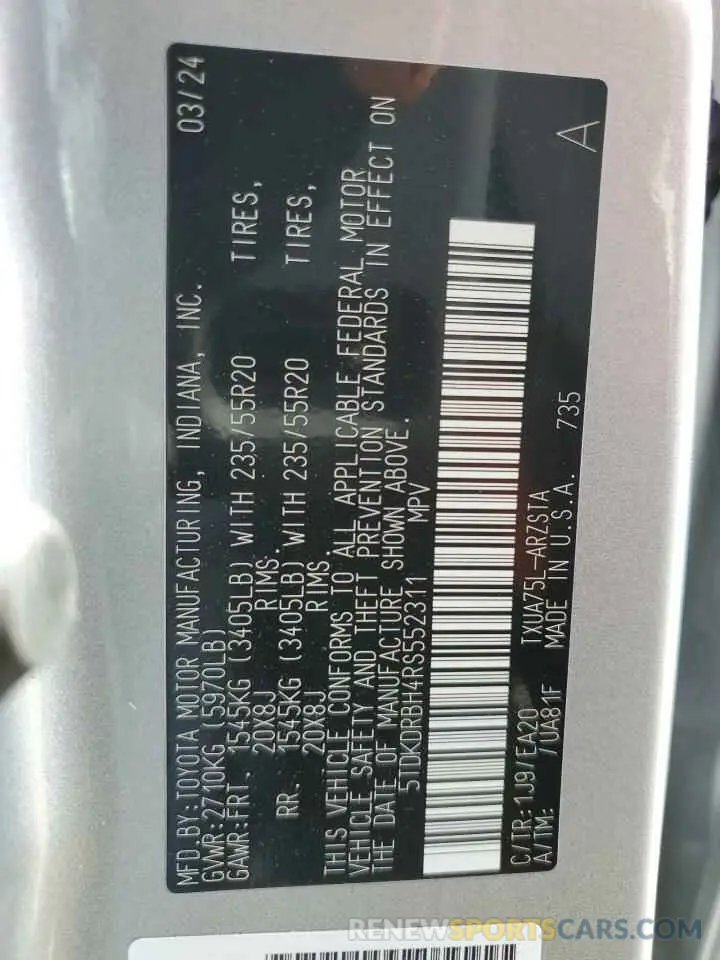 MFD.BY:TOYOTA MOTOR MANUFACTURING, INDIANA, INC. 03/24
GVWR:2710KG (5970LB)
GAWR:FRT. 1545KG (3405LB) WITH 235/55R20 TIRES,
20X8J RIMS.
RR. 1545KG (3405LB) WITH 235/55R20 TIRES,
20X8J RIMS.
THIS VEHICLE CONFORMS TO ALL APPLICABLE FEDERAL MOTOR
VEHICLE SAFETY AND THEFT PREVENTION STANDARDS IN EFFECT ON
THE DATE OF MANUFACTURE SHOWN ABOVE.
5TDKDRBH4RS552311 MPV
C/TR:1J9/EA20 TXUA75L-ARZSTA A
A/TM: /UA81F MADE IN U.S.A. 735
RENEWSPORTSCARS.COM